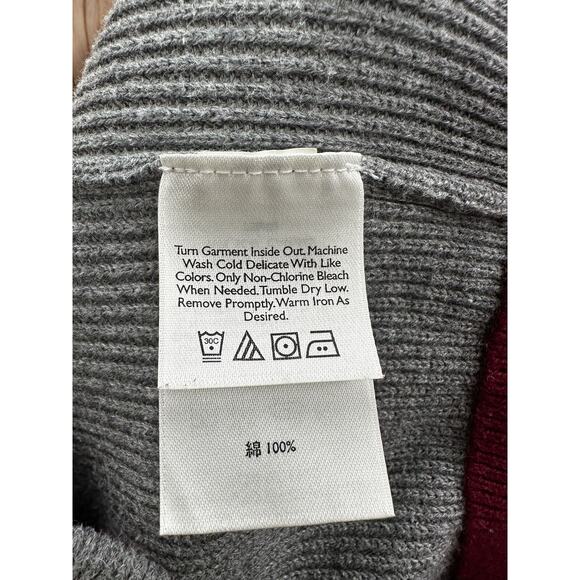 Turn Garment Inside Out. Machine
Wash Cold Delicate With Like
Colors. Only Non-Chlorine Bleach
When Needed. Tumble Dry Low.
Remove Promptly. Warm Iron As
Desired.
30C
綿 100%